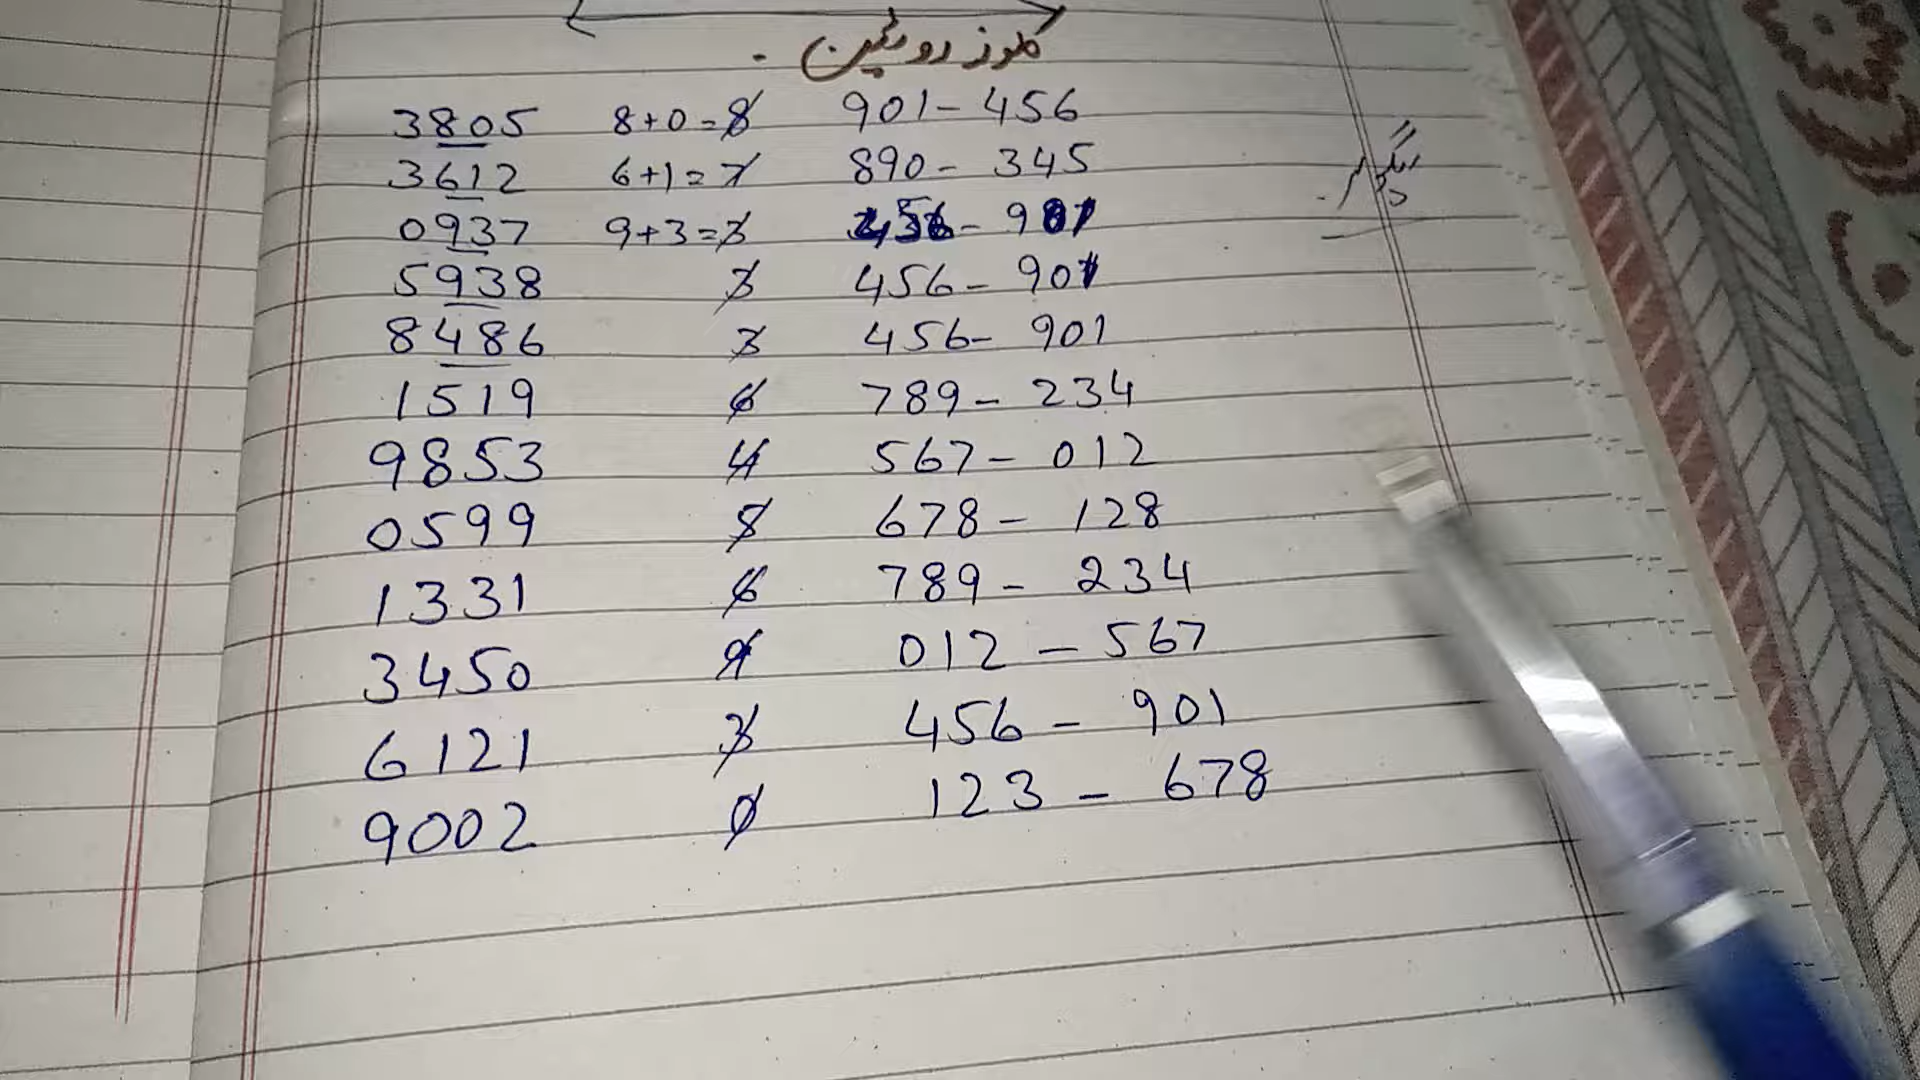 کلوز روٹین .
3805 8+0=8 901-456
3612 6+1=7 890-345
0937 9+3=3 456-901
5938 3 456-901
8486 3 456-901
1519 6 789-234
9853 4 567-012
0599 8 678-128
1331 6 789-234
3450 9 012-567
6121 3 456-901
9002 0 123-678